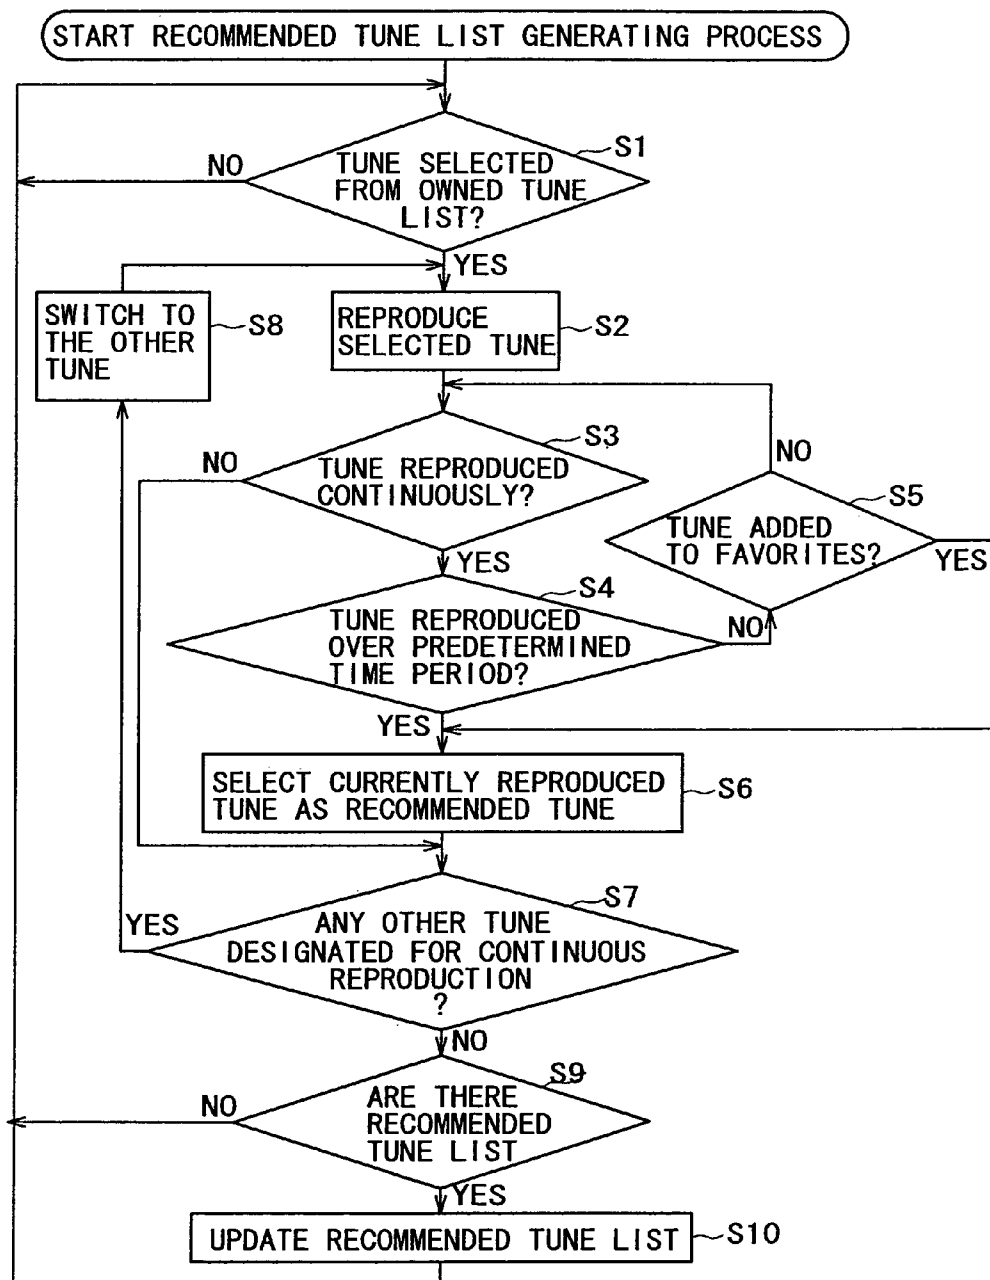 START RECOMMENDED TUNE LIST GENERATING PROCESS
S1
NO
TUNE SELECTED
FROM OWNED TUNE
LIST?
YES
SWITCH TO
THE OTHER
TUNE
S8
REPRODUCE
SELECTED TUNE
S2
S3
NO
TUNE REPRODUCED
CONTINUOUSLY?
YES
NO
S5
TUNE ADDED
TO FAVORITES?
YES
S4
TUNE REPRODUCED
OVER PREDETERMINED
TIME PERIOD?
NO
YES
SELECT CURRENTLY REPRODUCED
TUNE AS RECOMMENDED TUNE
S6
S7
YES
ANY OTHER TUNE
DESIGNATED FOR CONTINUOUS
REPRODUCTION
?
NO
S9
NO
ARE THERE
RECOMMENDED
TUNE LIST
YES
UPDATE RECOMMENDED TUNE LIST
S10